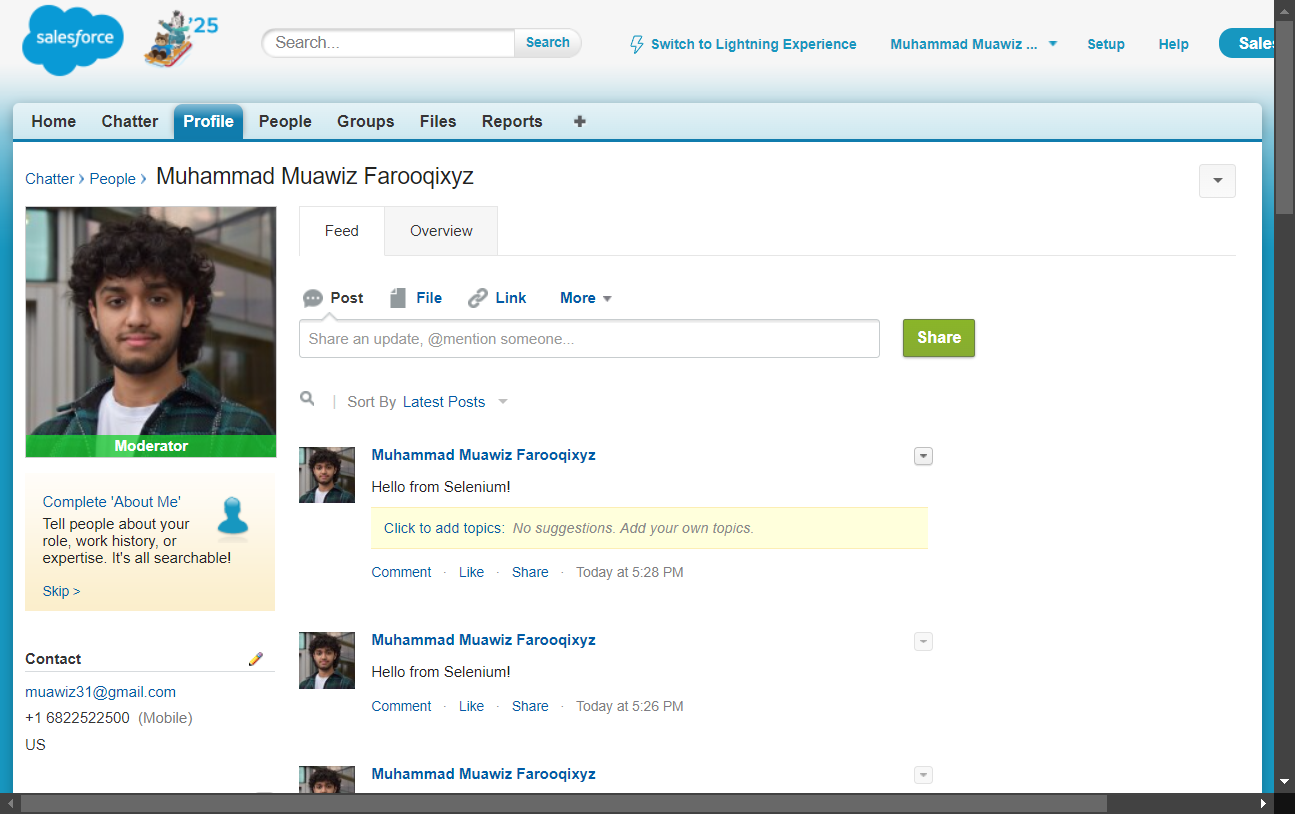 salesforce
'25
Search...
Search
Switch to Lightning Experience
Muhammad Muawiz ...
Setup
Help
Sales
Home
Chatter
Profile
People
Groups
Files
Reports
+
Chatter › People › Muhammad Muawiz Farooqixyz
Feed
Overview
Post
File
Link
More
Share an update, @mention someone...
Share
Sort By Latest Posts
Moderator
Complete 'About Me'
Tell people about your
role, work history, or
expertise. It's all searchable!
Skip >
Contact
muawiz31@gmail.com
+1 6822522500 (Mobile)
US
Muhammad Muawiz Farooqixyz
Hello from Selenium!
Click to add topics: No suggestions. Add your own topics.
Comment · Like · Share · Today at 5:28 PM
Muhammad Muawiz Farooqixyz
Hello from Selenium!
Comment · Like · Share · Today at 5:26 PM
Muhammad Muawiz Farooqixyz